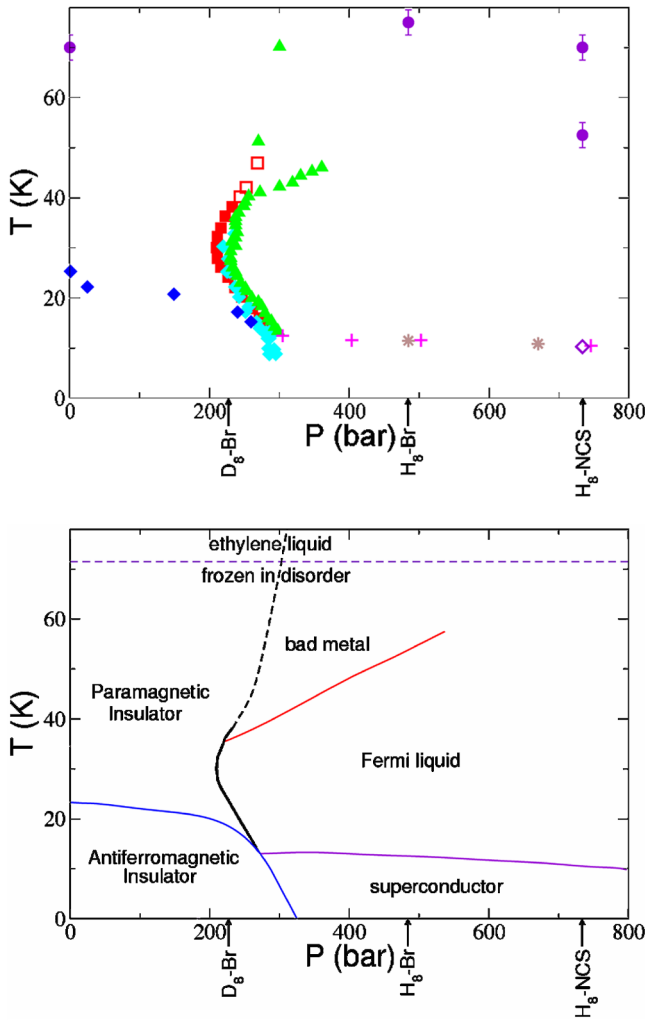 60
40
20
0
T (K)
0
200
400
600
800
P (bar)
D8-Br
H8-Br
H8-NCS
ethylene liquid
frozen in disorder
bad metal
Paramagnetic
Insulator
Fermi liquid
Antiferromagnetic
Insulator
superconductor
60
40
20
0
T (K)
0
200
400
600
800
P (bar)
D8-Br
H8-Br
H8-NCS